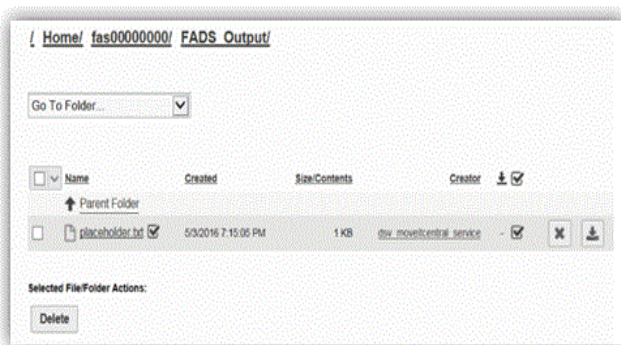 / Home/ fas00000000/ FADS_Output/
Go To Folder...
Name Created Size/Contents Creator
Parent Folder
placeholder.txt 5/3/2016 7:15:05 PM 1 KB dsv_moveitcentral_service -
Selected File/Folder Actions:
Delete